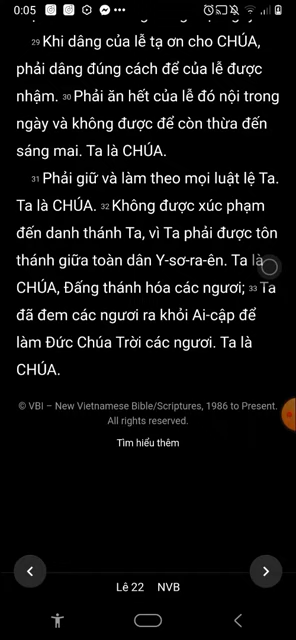 0:05
29 Khi dâng của lễ tạ ơn cho CHÚA,
phải dâng đúng cách để của lễ được
nhậm. 30 Phải ăn hết của lễ đó nội trong
ngày và không được để còn thừa đến
sáng mai. Ta là CHÚA.
31 Phải giữ và làm theo mọi luật lệ Ta.
Ta là CHÚA. 32 Không được xúc phạm
đến danh thánh Ta, vì Ta phải được tôn
thánh giữa toàn dân Y-sơ-ra-ên. Ta là
CHÚA, Đấng thánh hóa các ngươi; 33 Ta
đã đem các ngươi ra khỏi Ai-cập để
làm Đức Chúa Trời các ngươi. Ta là
CHÚA.
© VBI – New Vietnamese Bible/Scriptures, 1986 to Present.
All rights reserved.
Tìm hiểu thêm
Lê 22 NVB